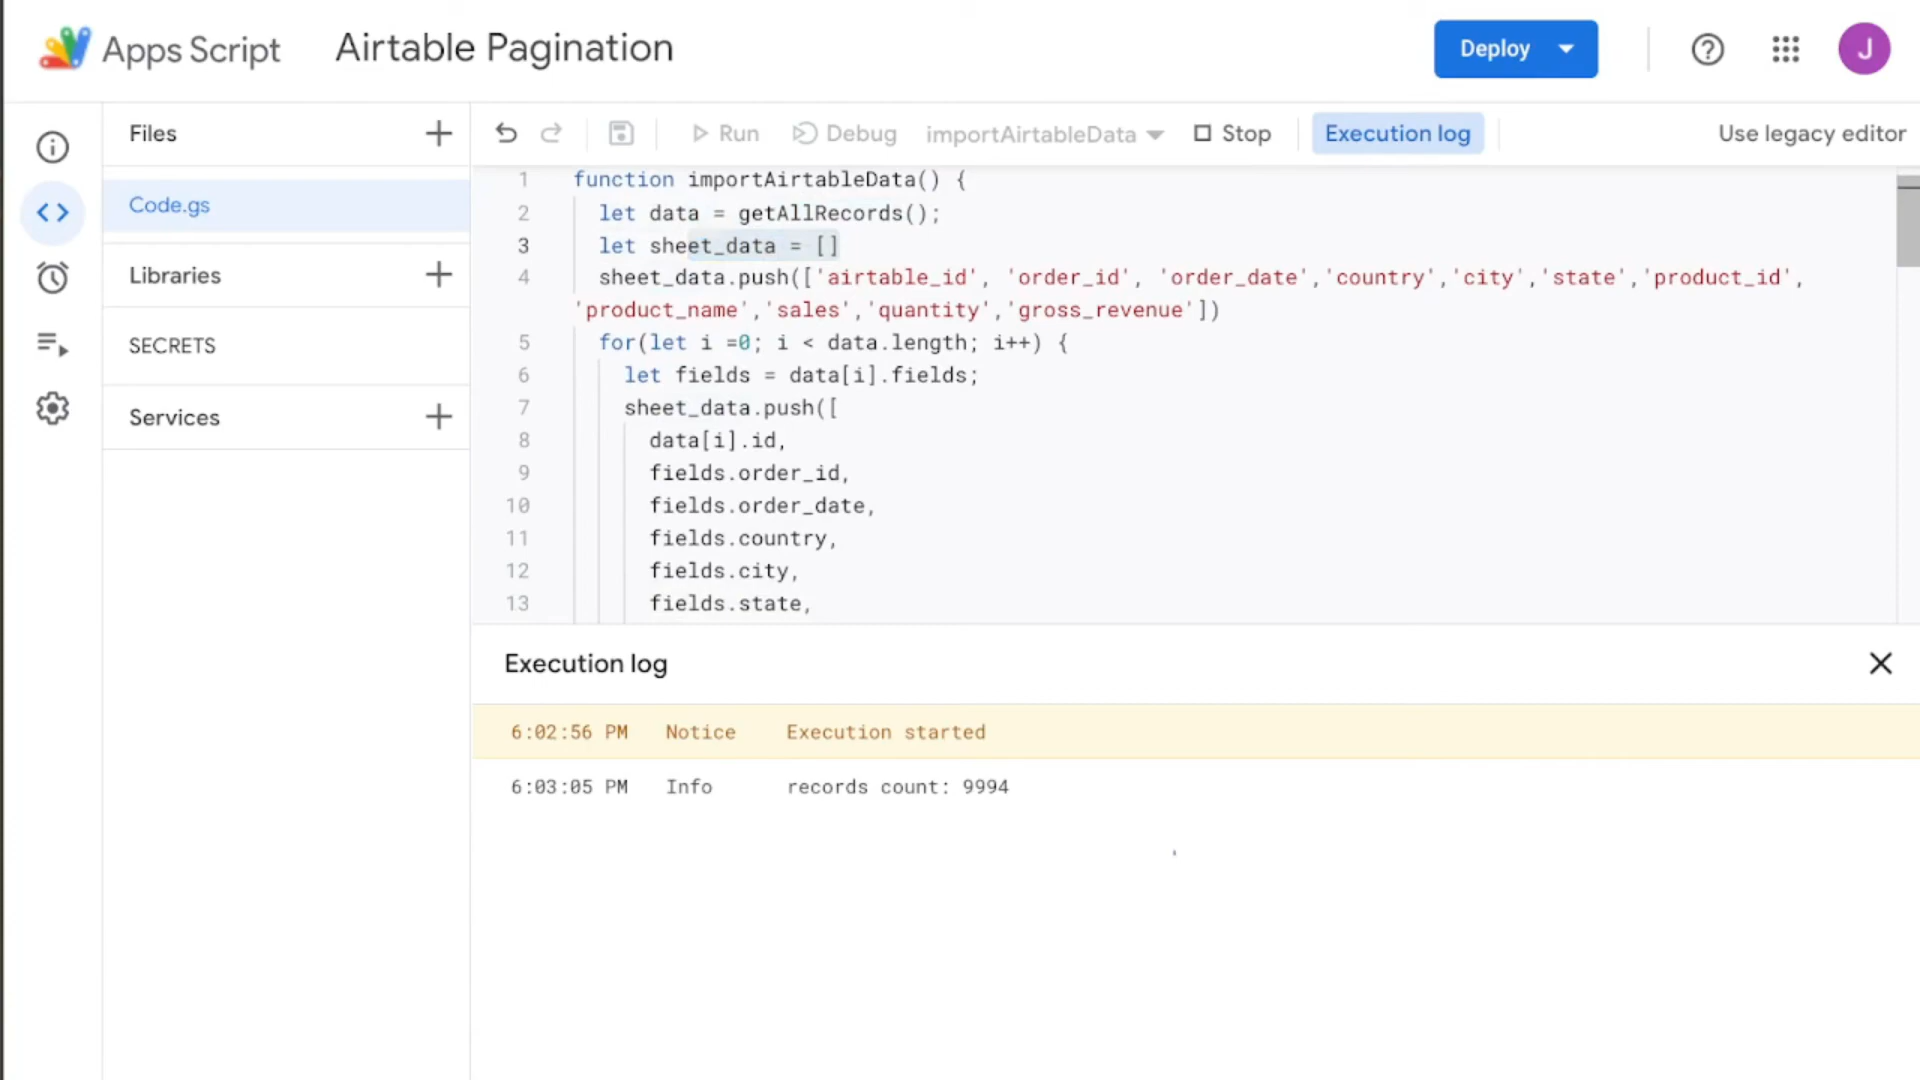 Apps Script
Airtable Pagination
Deploy
J
Files
Code.gs
Libraries
SECRETS
Services
Run
Debug
importAirtableData
Stop
Execution log
Use legacy editor
1 function importAirtableData() {
2 let data = getAllRecords();
3 let sheet_data = []
4 sheet_data.push(['airtable_id', 'order_id', 'order_date','country','city','state','product_id',
'product_name','sales','quantity','gross_revenue'])
5 for(let i =0; i < data.length; i++) {
6 let fields = data[i].fields;
7 sheet_data.push([
8 data[i].id,
9 fields.order_id,
10 fields.order_date,
11 fields.country,
12 fields.city,
13 fields.state,
Execution log
6:02:56 PM Notice Execution started
6:03:05 PM Info records count: 9994